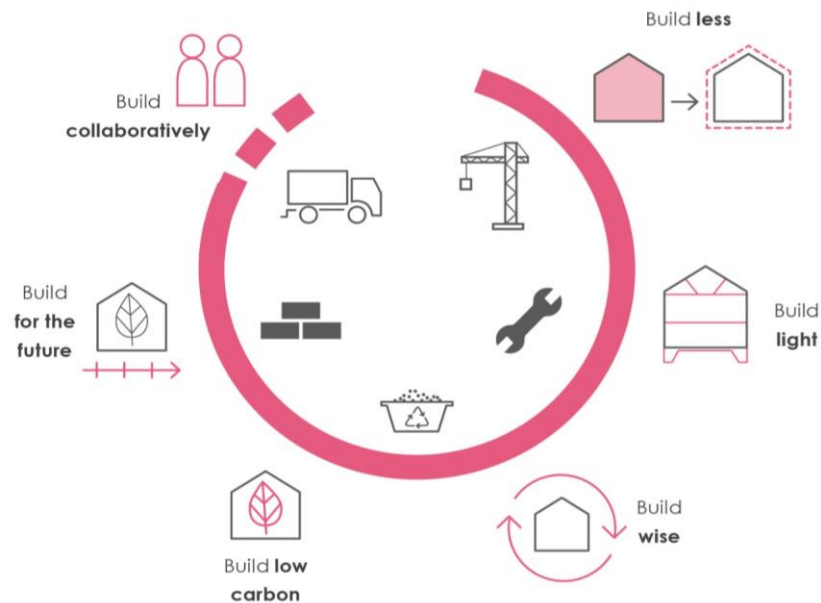 Build less
Build
light
Build
wise
Build low
carbon
Build
for the
future
Build
collaboratively